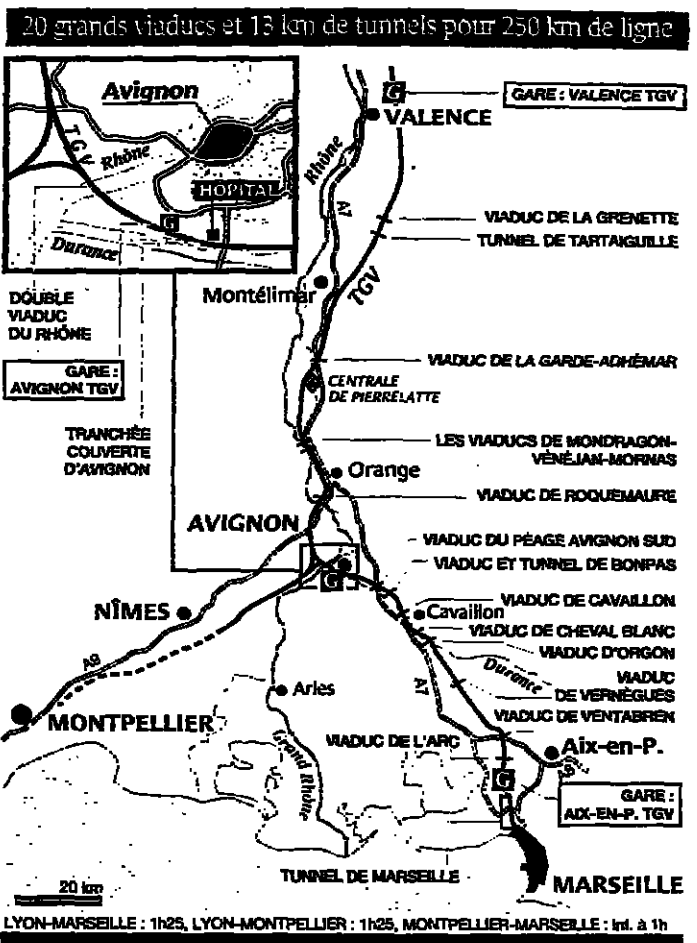 20 grands viaducs et 13 km de tunnels pour 250 km de ligne
Avignon
TGV
Rhône
HOPITAL
G
Durance
DOUBLE
VIADUC
DU RHÔNE
GARE :
AVIGNON TGV
TRANCHÉE
COUVERTE
D'AVIGNON
G
GARE : VALENCE TGV
VALENCE
Rhône
A7
VIADUC DE LA GRENETTE
TUNNEL DE TARTAIGUILLE
Montélimar
TGV
VIADUC DE LA GARDE-ADHÉMAR
CENTRALE
DE PIERRELATTE
LES VIADUCS DE MONDRAGON-
VÉNÉJAN-MORNAS
Orange
VIADUC DE ROQUEMAURE
AVIGNON
VIADUC DU PÉAGE AVIGNON SUD
VIADUC ET TUNNEL DE BONPAS
G
NÎMES
VIADUC DE CAVAILLON
Cavaillon
VIADUC DE CHEVAL BLANC
VIADUC D'ORGON
A9
Durance
A7
VIADUC
DE VERNÈGUES
Arles
MONTPELLIER
VIADUC DE VENTABREN
Grand Rhône
VIADUC DE L'ARC
Aix-en-P.
G
GARE :
AIX-EN-P. TGV
TUNNEL DE MARSEILLE
MARSEILLE
20 km
LYON-MARSEILLE : 1h25, LYON-MONTPELLIER : 1h25, MONTPELLIER-MARSEILLE : inf. à 1h